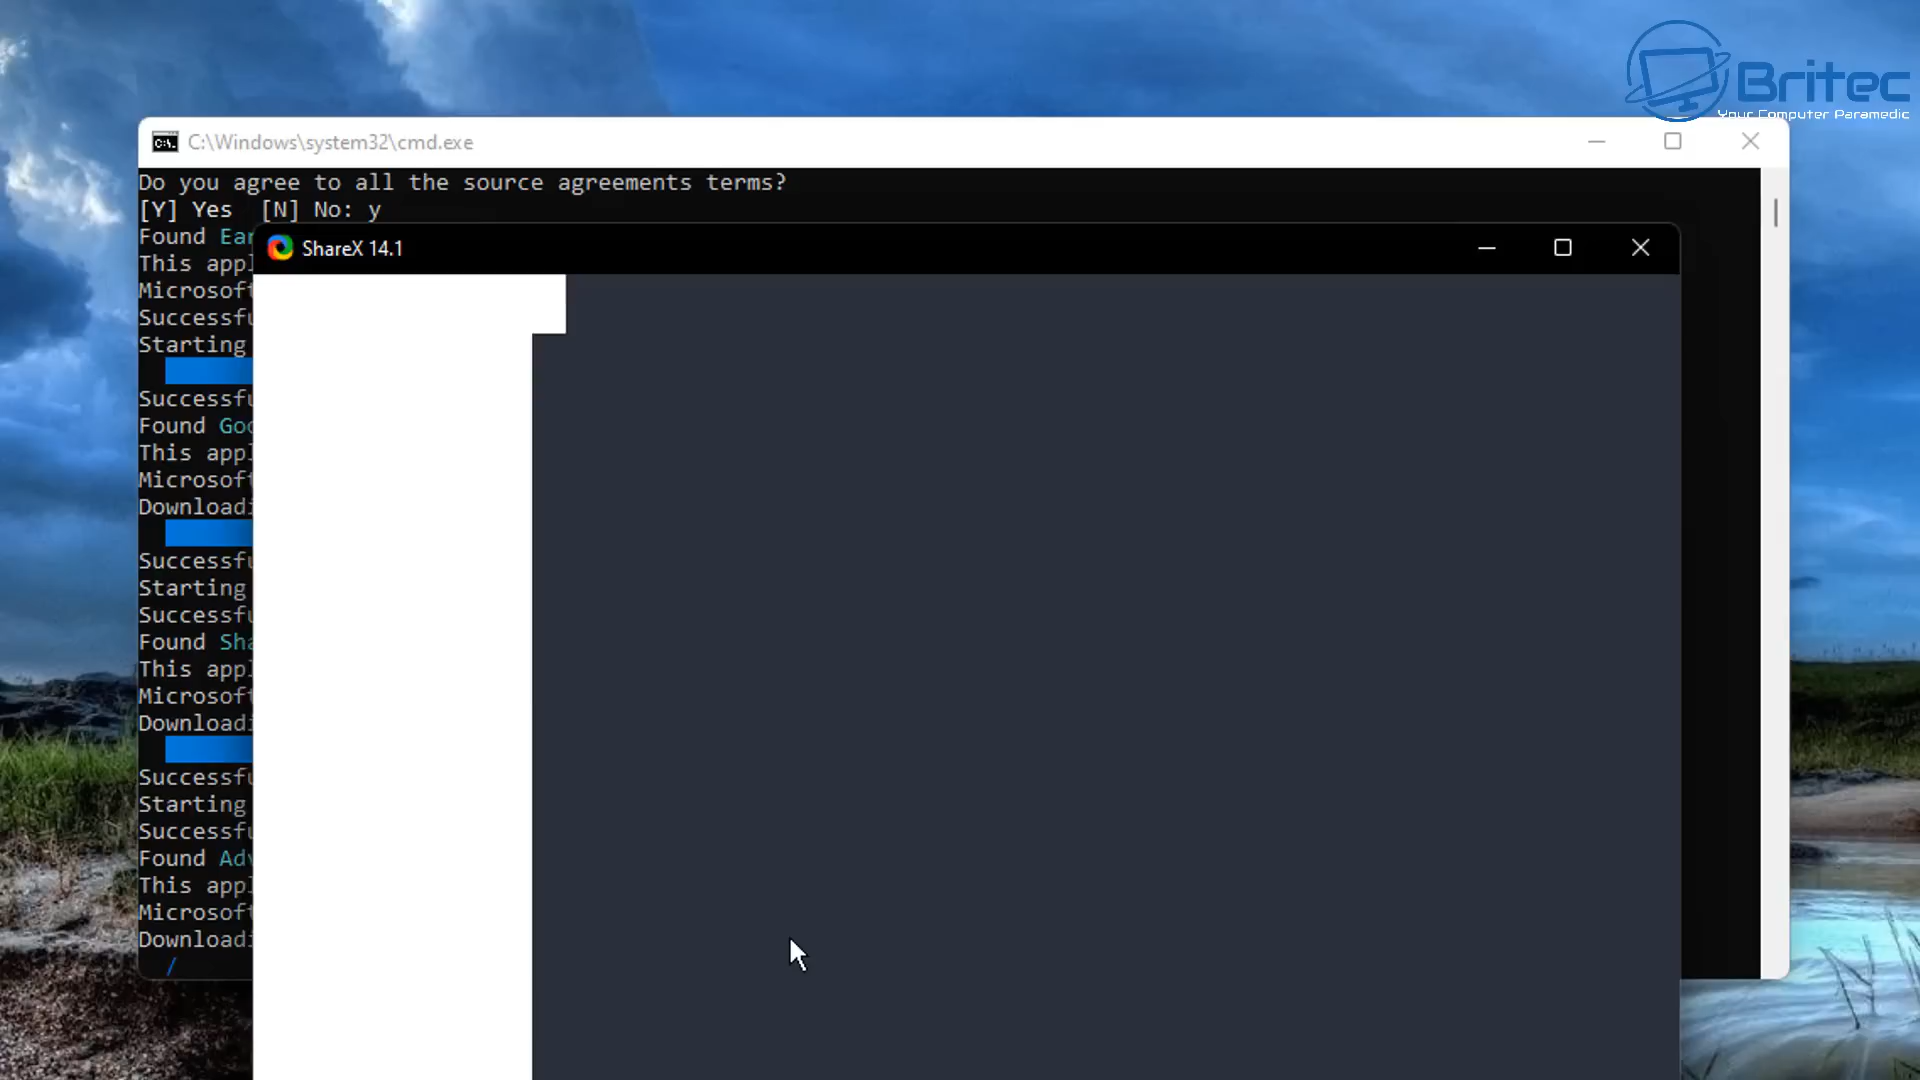 Britec
Your Computer Paramedic
C:\Windows\system32\cmd.exe
Do you agree to all the source agreements terms?
[Y] Yes [N] No: y
Found Ear
This appl
Microsoft
Successfu
Starting
Successfu
Found Goo
This appl
Microsoft
Downloadi
Successfu
Starting
Successfu
Found Sha
This appl
Microsoft
Downloadi
Successfu
Starting
Successfu
Found Adv
This appl
Microsoft
Downloadi
/
ShareX 14.1